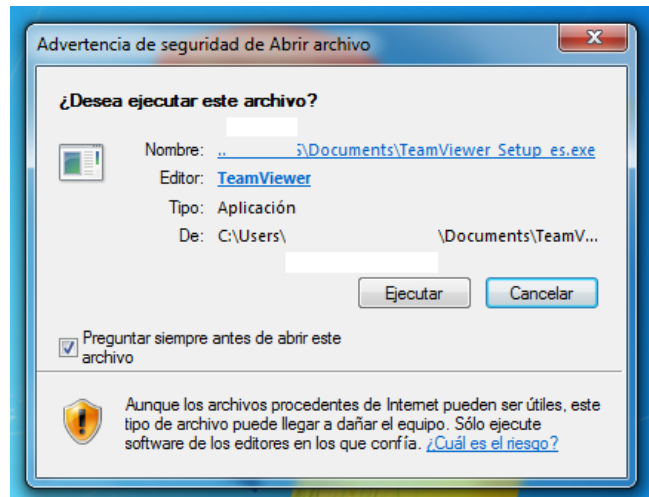 Advertencia de seguridad de Abrir archivo
¿Desea ejecutar este archivo?
Nombre: .. s\Documents\TeamViewer_Setup_es.exe
Editor: TeamViewer
Tipo: Aplicación
De: C:\Users\ \Documents\TeamV...
Ejecutar Cancelar
Preguntar siempre antes de abrir este
archivo
Aunque los archivos procedentes de Internet pueden ser útiles, este
tipo de archivo puede llegar a dañar el equipo. Sólo ejecute
software de los editores en los que confía. ¿Cuál es el riesgo?